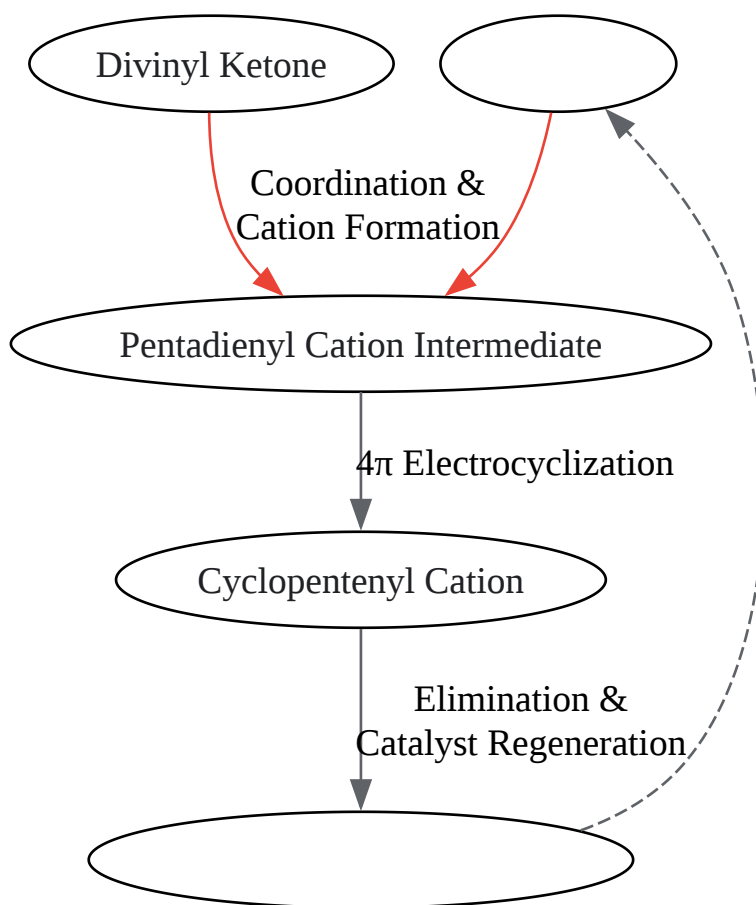 Divinyl Ketone
Coordination &
Cation Formation
Pentadienyl Cation Intermediate
4π Electrocyclization
Cyclopentenyl Cation
Elimination &
Catalyst Regeneration